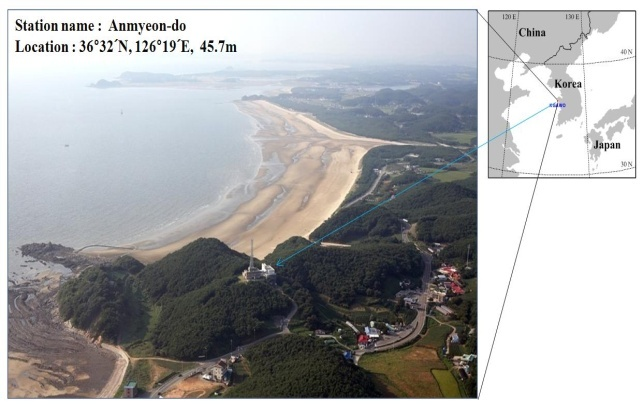 Station name : Anmyeon-do
Location : 36°32´N, 126°19´E, 45.7m
120 E 130 E
China
40 N
Korea
Japan
30 N